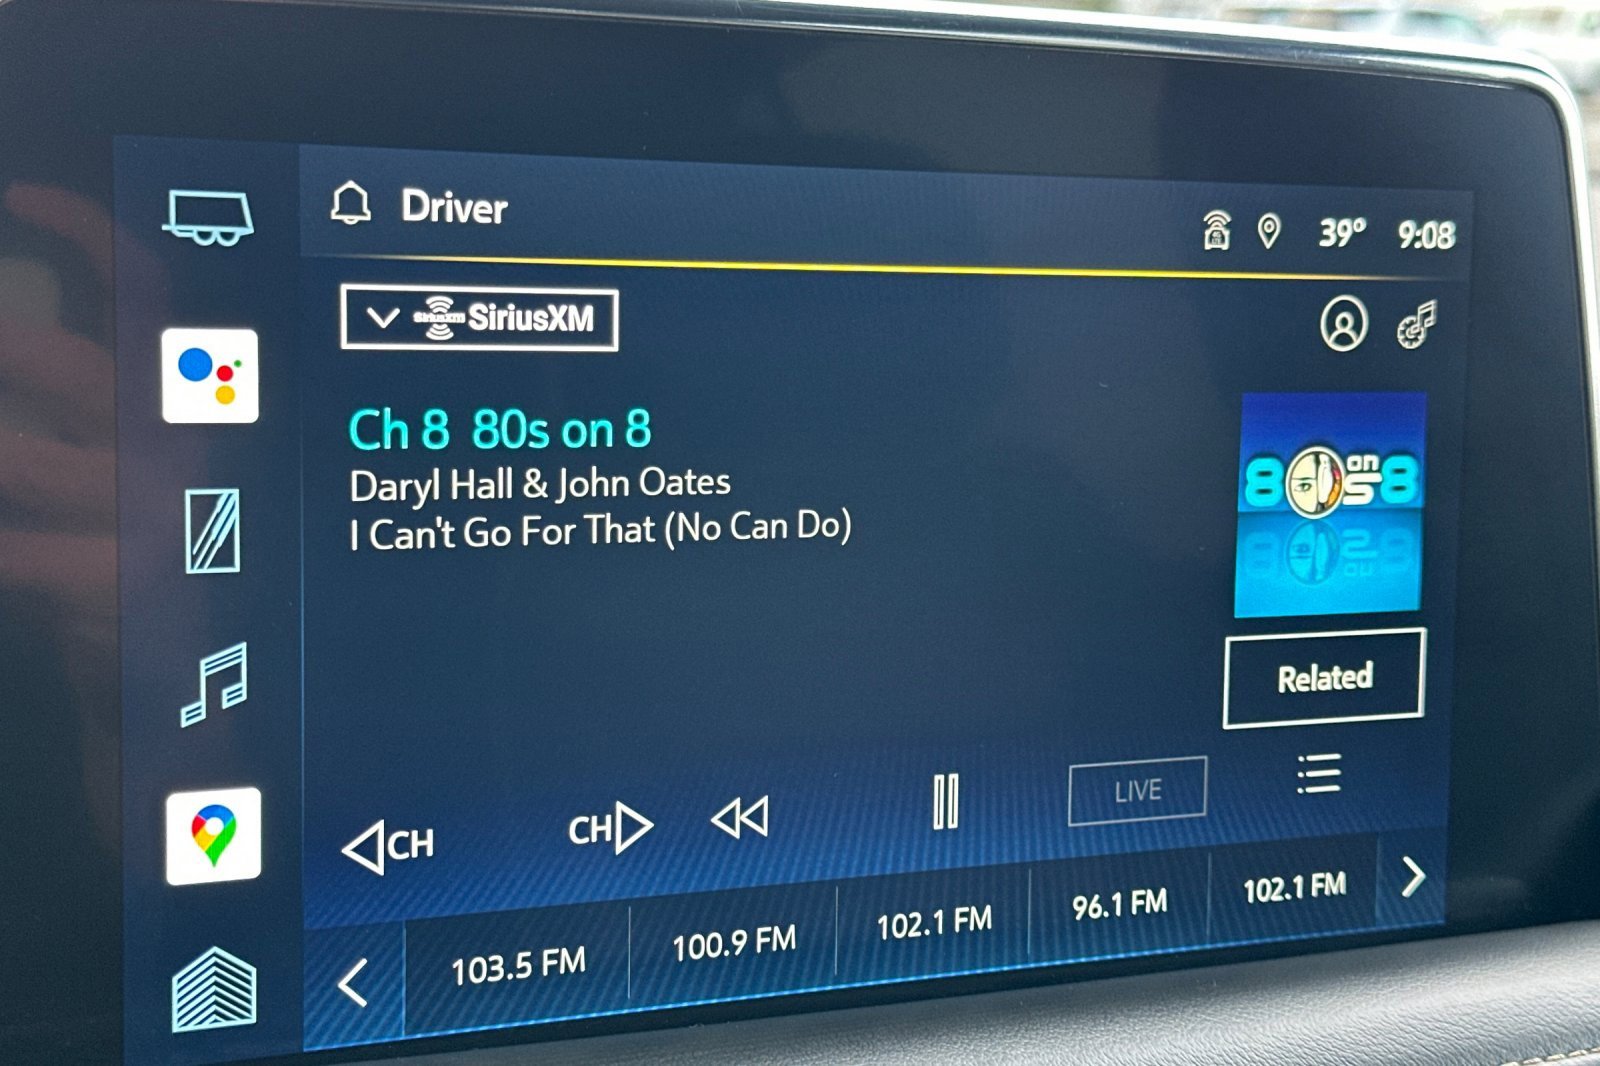 Driver
39° 9:08
SiriusXM SiriusXM
Ch 8 80s on 8
Daryl Hall & John Oates
I Can't Go For That (No Can Do)
80s on 8
Related
CH CH LIVE
103.5 FM 100.9 FM 102.1 FM 96.1 FM 102.1 FM